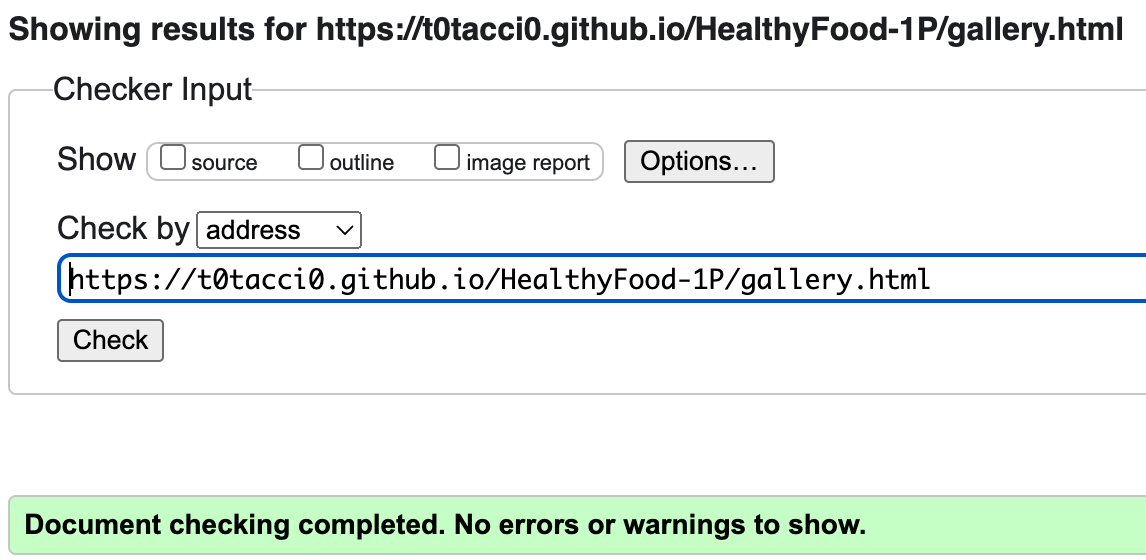 Showing results for https://t0tacci0.github.io/HealthyFood-1P/gallery.html
Checker Input
Show source outline image report Options...
Check by address
https://t0tacci0.github.io/HealthyFood-1P/gallery.html
Check
Document checking completed. No errors or warnings to show.